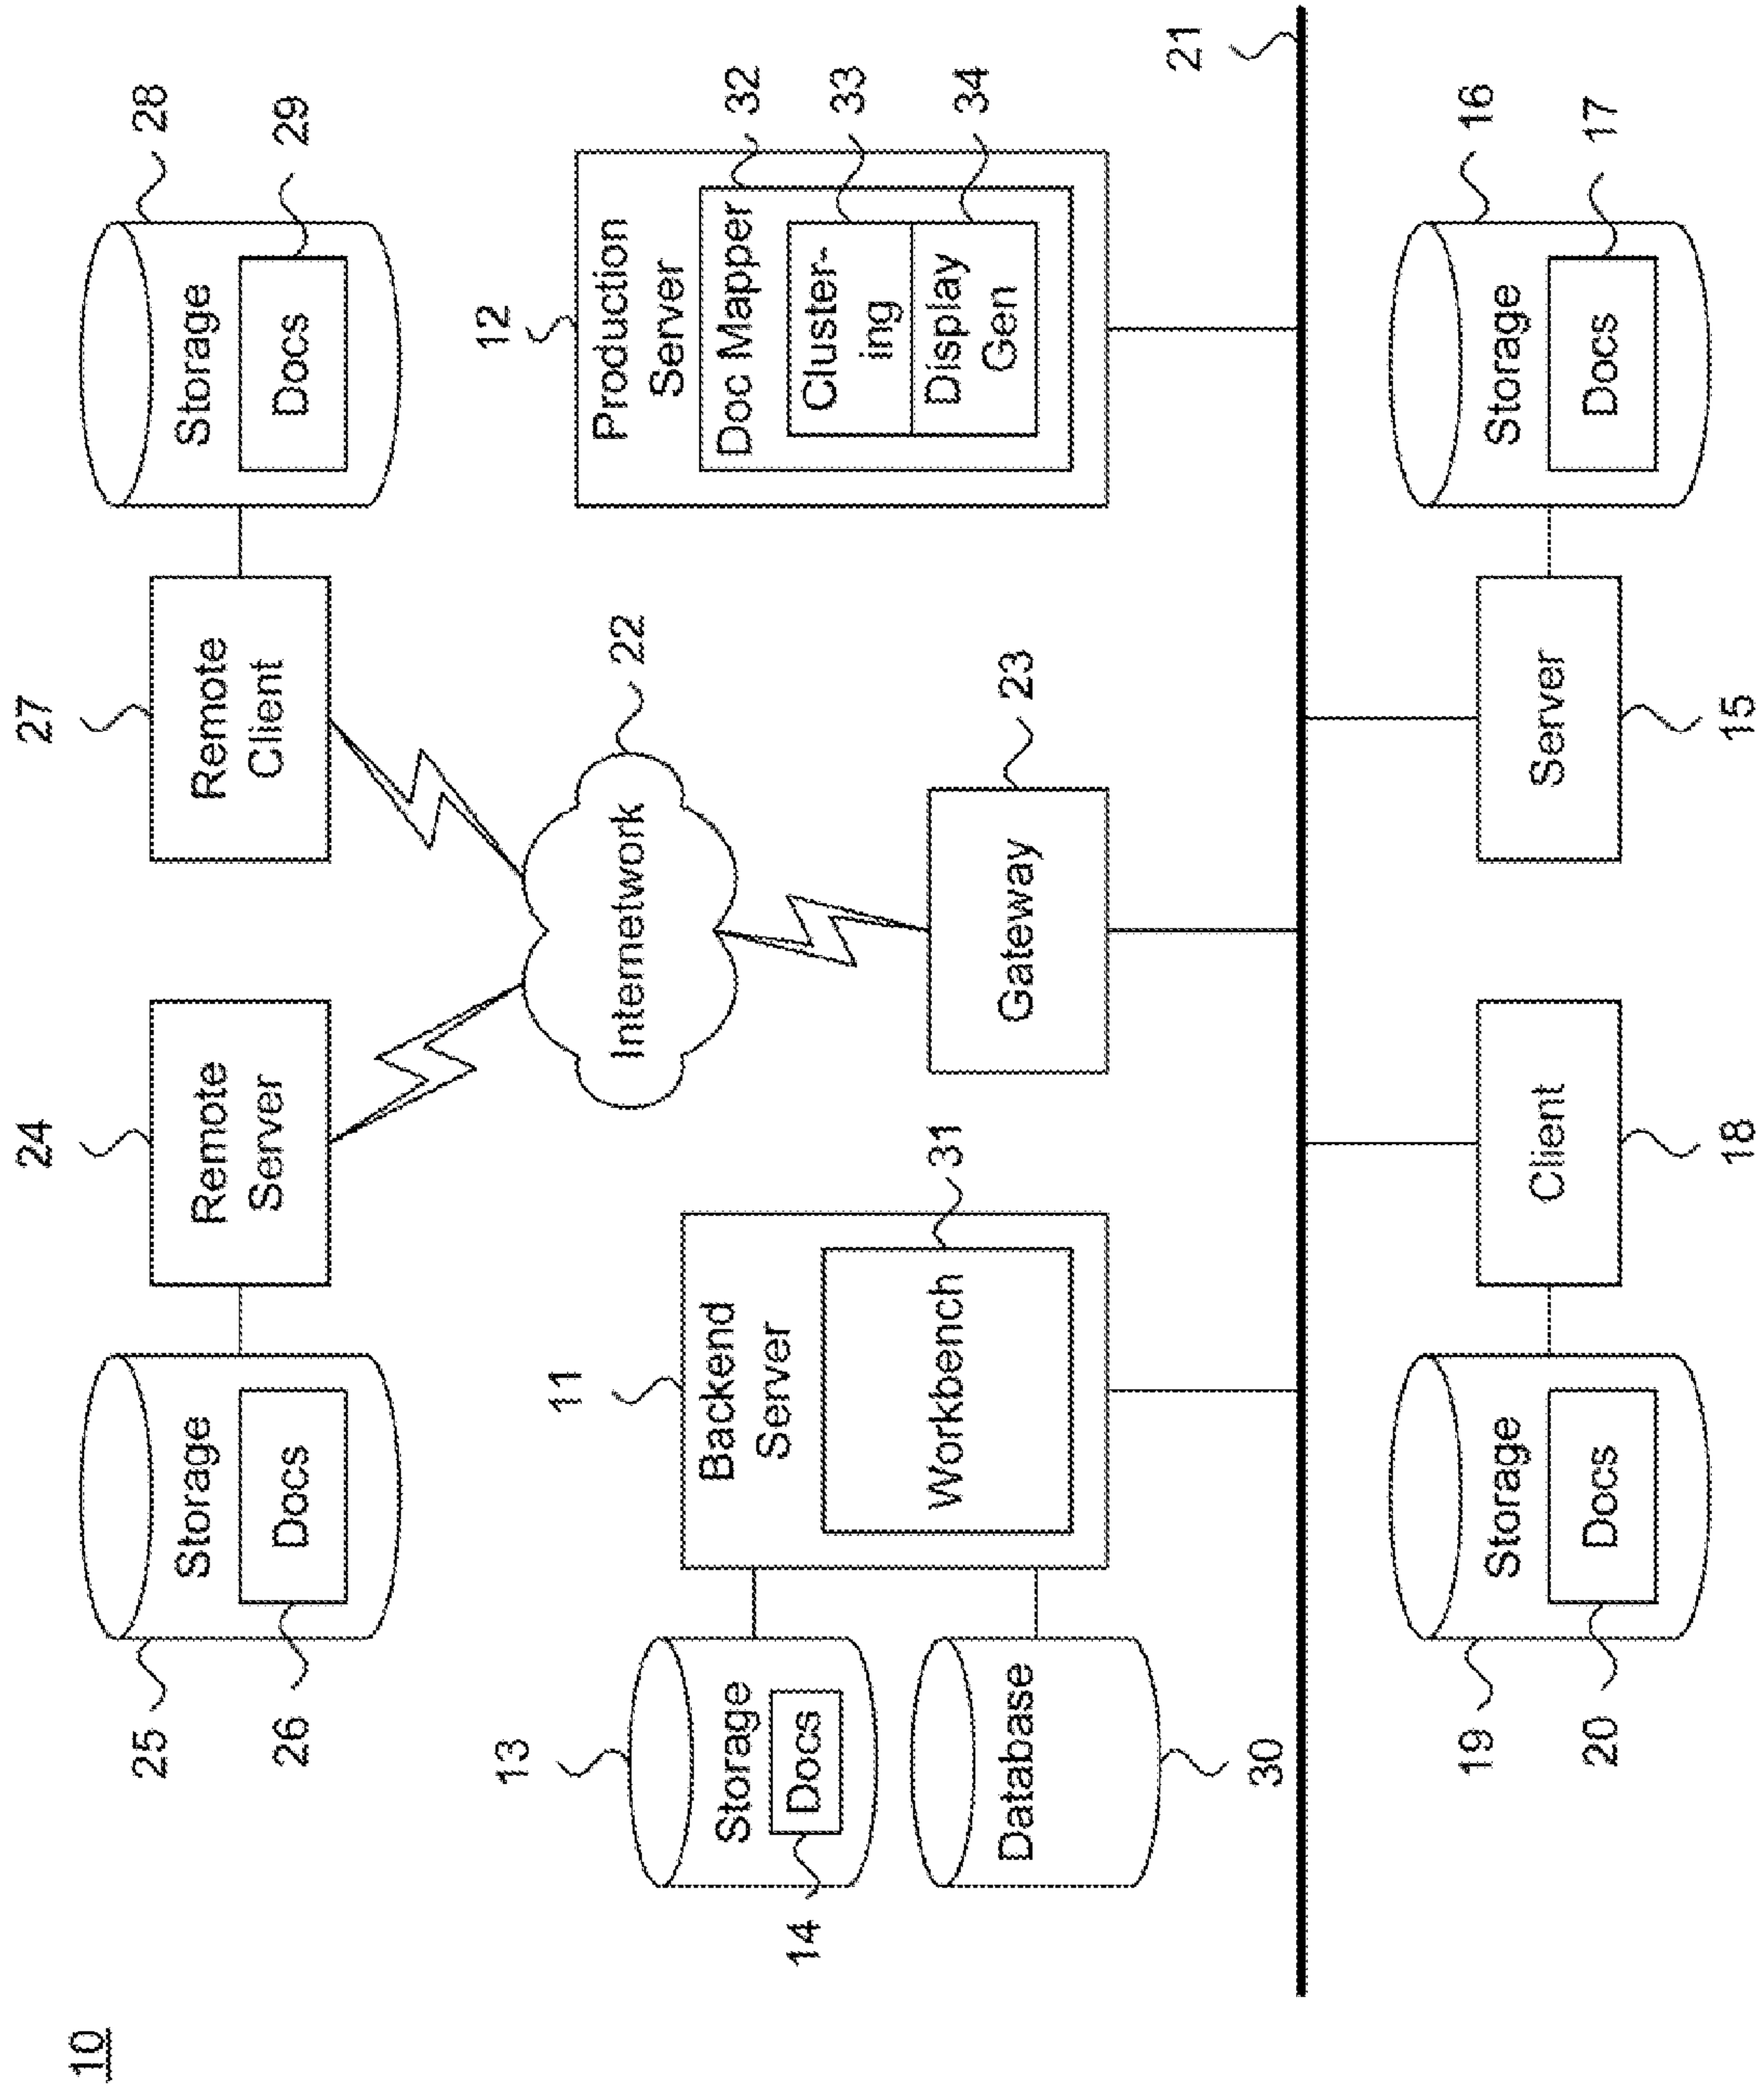 10
24
27
25
26
Storage
Docs
Remote
Server
Remote
Client
Storage
Docs
28
29
13
14
Storage
Docs
Database
30
11
Backend
Server
Workbench
31
Internetwork
22
Gateway
23
12
Production
Server
Doc Mapper
Cluster-
ing
Display
Gen
32
33
34
21
19
20
Storage
Docs
Client
18
Server
15
Storage
Docs
16
17